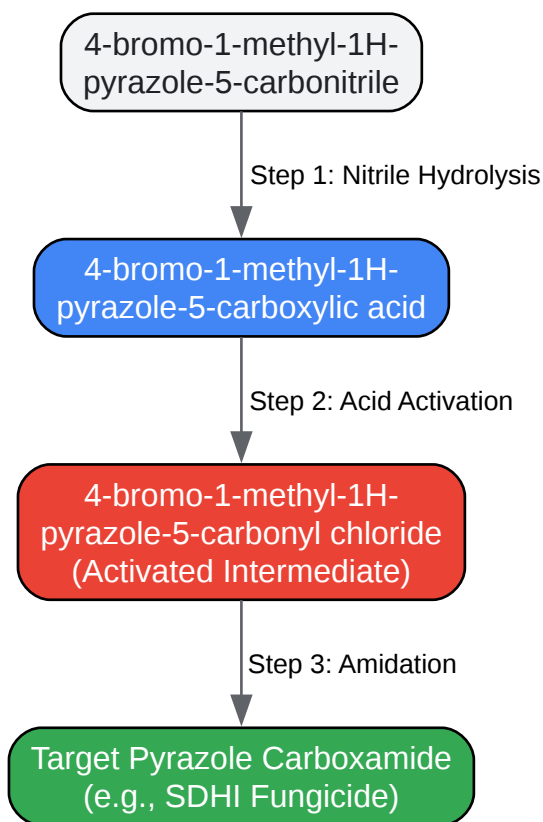 4-bromo-1-methyl-1H-
pyrazole-5-carbonitrile
Step 1: Nitrile Hydrolysis
4-bromo-1-methyl-1H-
pyrazole-5-carboxylic acid
Step 2: Acid Activation
4-bromo-1-methyl-1H-
pyrazole-5-carbonyl chloride
(Activated Intermediate)
Step 3: Amidation
Target Pyrazole Carboxamide
(e.g., SDHI Fungicide)